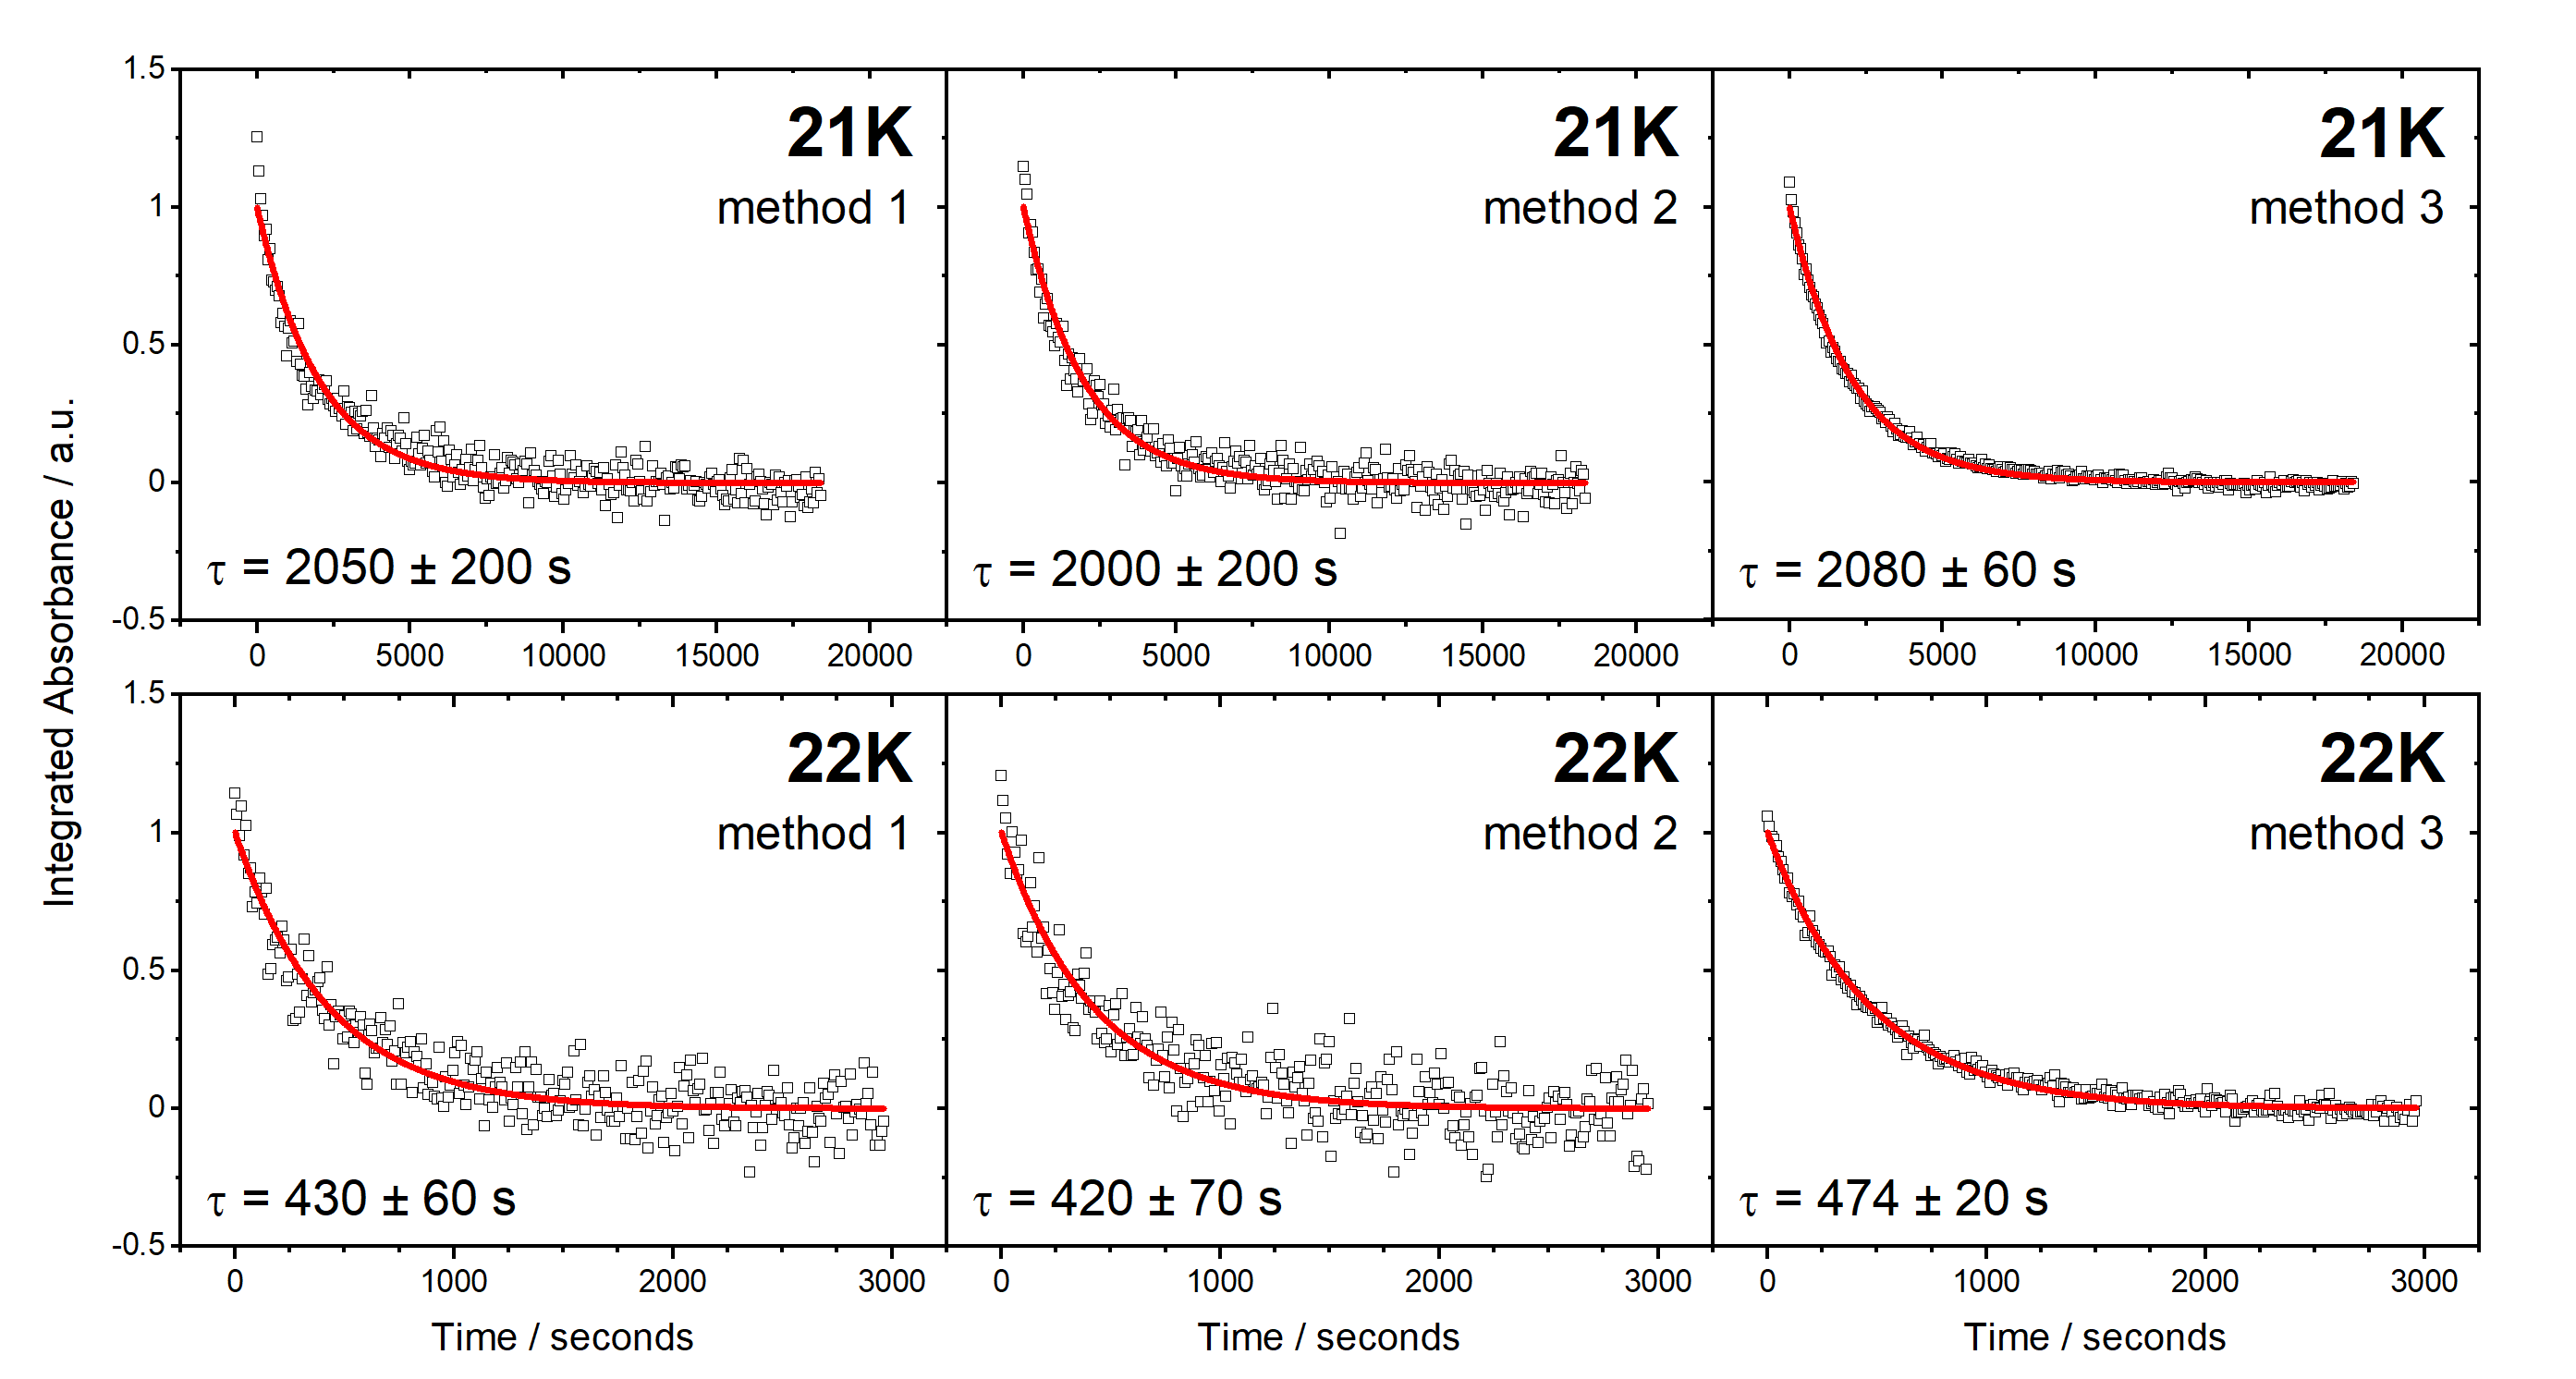 Integrated Absorbance / a.u.
1.5
1
0.5
0
-0.5
21K
method 1
τ = 2050 ± 200 s
0 5000 10000 15000 20000
21K
method 2
τ = 2000 ± 200 s
0 5000 10000 15000 20000
21K
method 3
τ = 2080 ± 60 s
0 5000 10000 15000 20000
1.5
1
0.5
0
-0.5
22K
method 1
τ = 430 ± 60 s
0 1000 2000 3000
Time / seconds
22K
method 2
τ = 420 ± 70 s
0 1000 2000 3000
Time / seconds
22K
method 3
τ = 474 ± 20 s
0 1000 2000 3000
Time / seconds